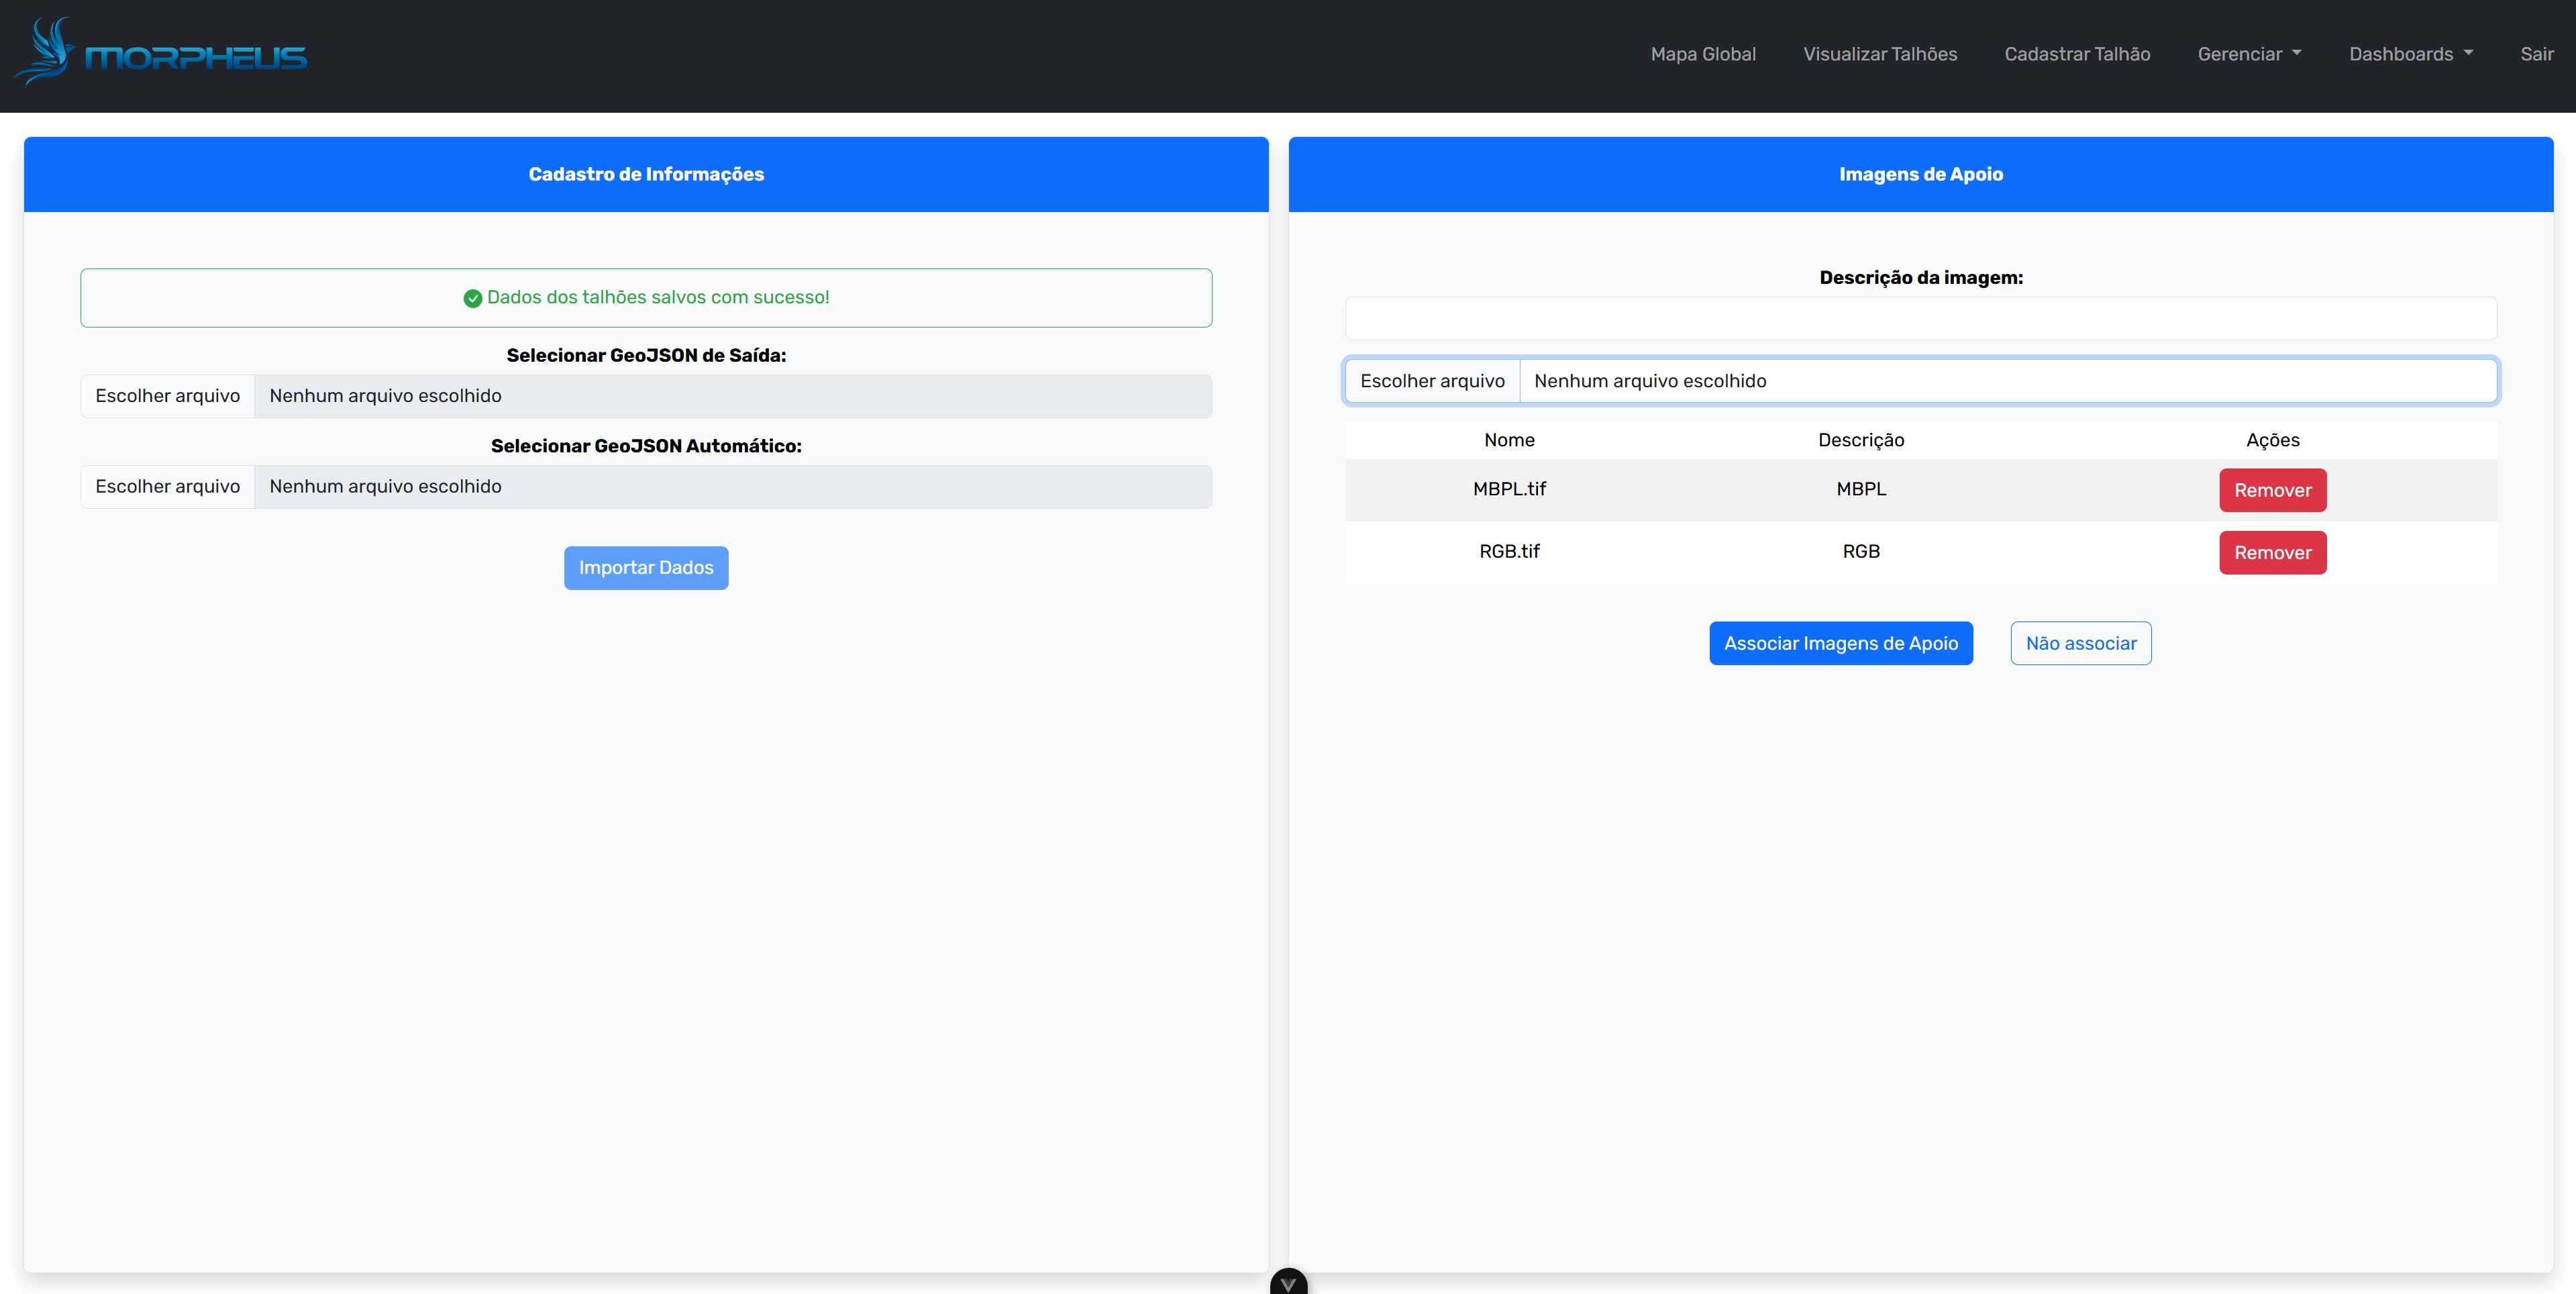 MORPHEUS
Mapa Global Visualizar Talhões Cadastrar Talhão Gerenciar Dashboards Sair
Cadastro de Informações
Dados dos talhões salvos com sucesso!
Selecionar GeoJSON de Saída:
Escolher arquivo Nenhum arquivo escolhido
Selecionar GeoJSON Automático:
Escolher arquivo Nenhum arquivo escolhido
Importar Dados
Imagens de Apoio
Descrição da imagem:
Escolher arquivo Nenhum arquivo escolhido
Nome Descrição Ações
MBPL.tif MBPL Remover
RGB.tif RGB Remover
Associar Imagens de Apoio Não associar